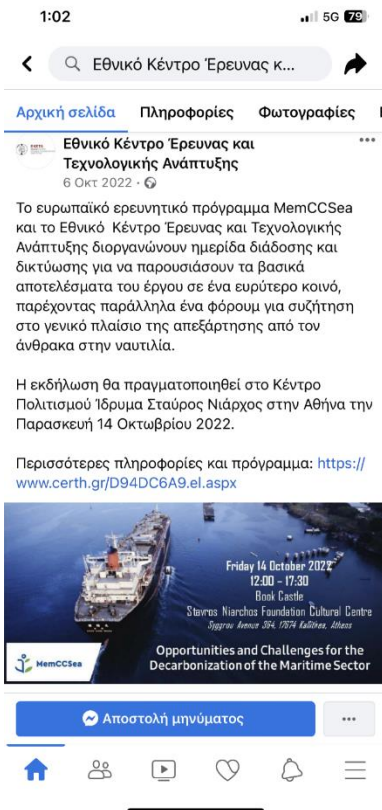 1:02
5G 79
Εθνικό Κέντρο Έρευνας κ...
Αρχική σελίδα Πληροφορίες Φωτογραφίες
Εθνικό Κέντρο Έρευνας και
Τεχνολογικής Ανάπτυξης
6 Οκτ 2022 ·
Το ευρωπαϊκό ερευνητικό πρόγραμμα MemCCSea
και το Εθνικό Κέντρο Έρευνας και Τεχνολογικής
Ανάπτυξης διοργανώνουν ημερίδα διάδοσης και
δικτύωσης για να παρουσιάσουν τα βασικά
αποτελέσματα του έργου σε ένα ευρύτερο κοινό,
παρέχοντας παράλληλα ένα φόρουμ για συζήτηση
στο γενικό πλαίσιο της απεξάρτησης από τον
άνθρακα στην ναυτιλία.
Η εκδήλωση θα πραγματοποιηθεί στο Κέντρο
Πολιτισμού Ίδρυμα Σταύρος Νιάρχος στην Αθήνα την
Παρασκευή 14 Οκτωβρίου 2022.
Περισσότερες πληροφορίες και πρόγραμμα: https://
www.certh.gr/D94DC6A9.el.aspx
Friday 14 October 2022
12:00 – 17:30
Book Castle
Stavros Niarchos Foundation Cultural Centre
Syggrou Avenue 364, 17674 Kallithea, Athens
Opportunities and Challenges for the
Decarbonization of the Maritime Sector
MemCCSea
Αποστολή μηνύματος